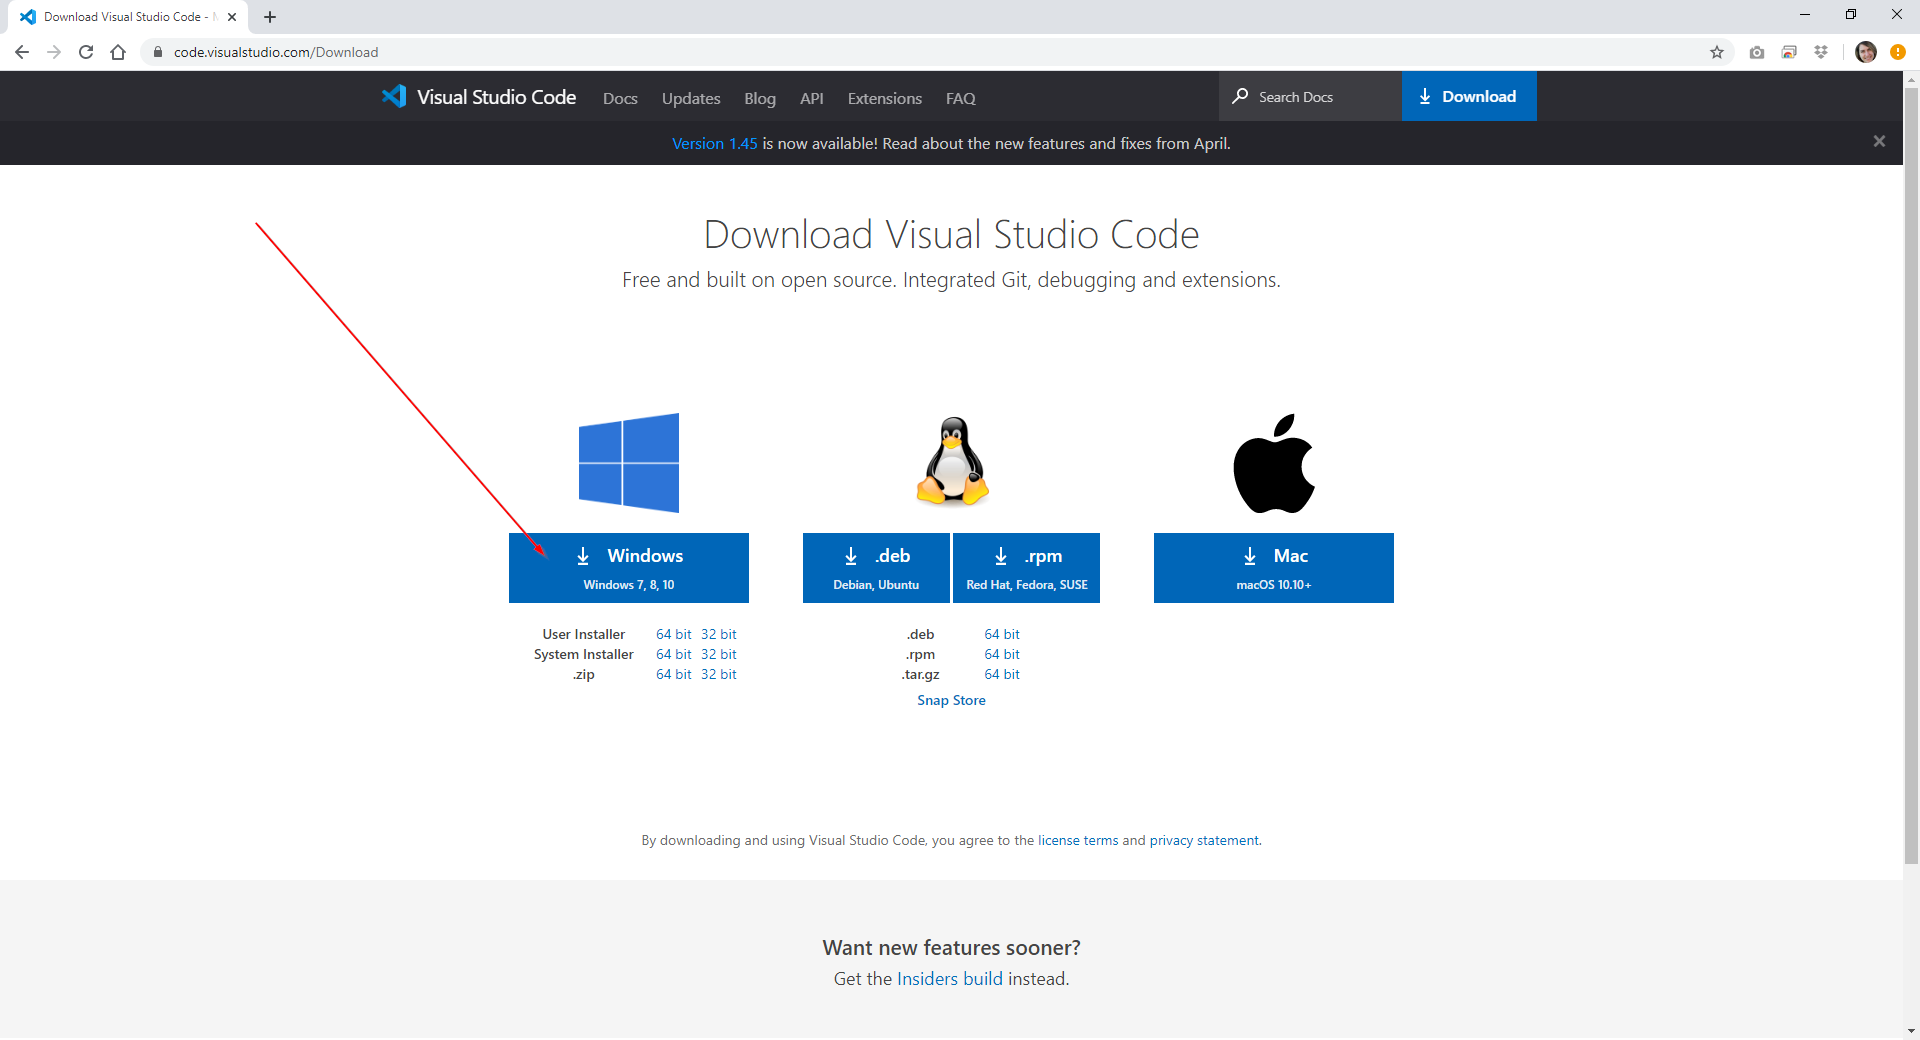 Download Visual Studio Code -
code.visualstudio.com/Download
Visual Studio Code Docs Updates Blog API Extensions FAQ Search Docs Download
Version 1.45 is now available! Read about the new features and fixes from April.
Download Visual Studio Code
Free and built on open source. Integrated Git, debugging and extensions.
Windows
Windows 7, 8, 10
.deb
Debian, Ubuntu
.rpm
Red Hat, Fedora, SUSE
Mac
macOS 10.10+
User Installer 64 bit 32 bit
System Installer 64 bit 32 bit
.zip 64 bit 32 bit
.deb 64 bit
.rpm 64 bit
.tar.gz 64 bit
Snap Store
By downloading and using Visual Studio Code, you agree to the license terms and privacy statement.
Want new features sooner?
Get the Insiders build instead.